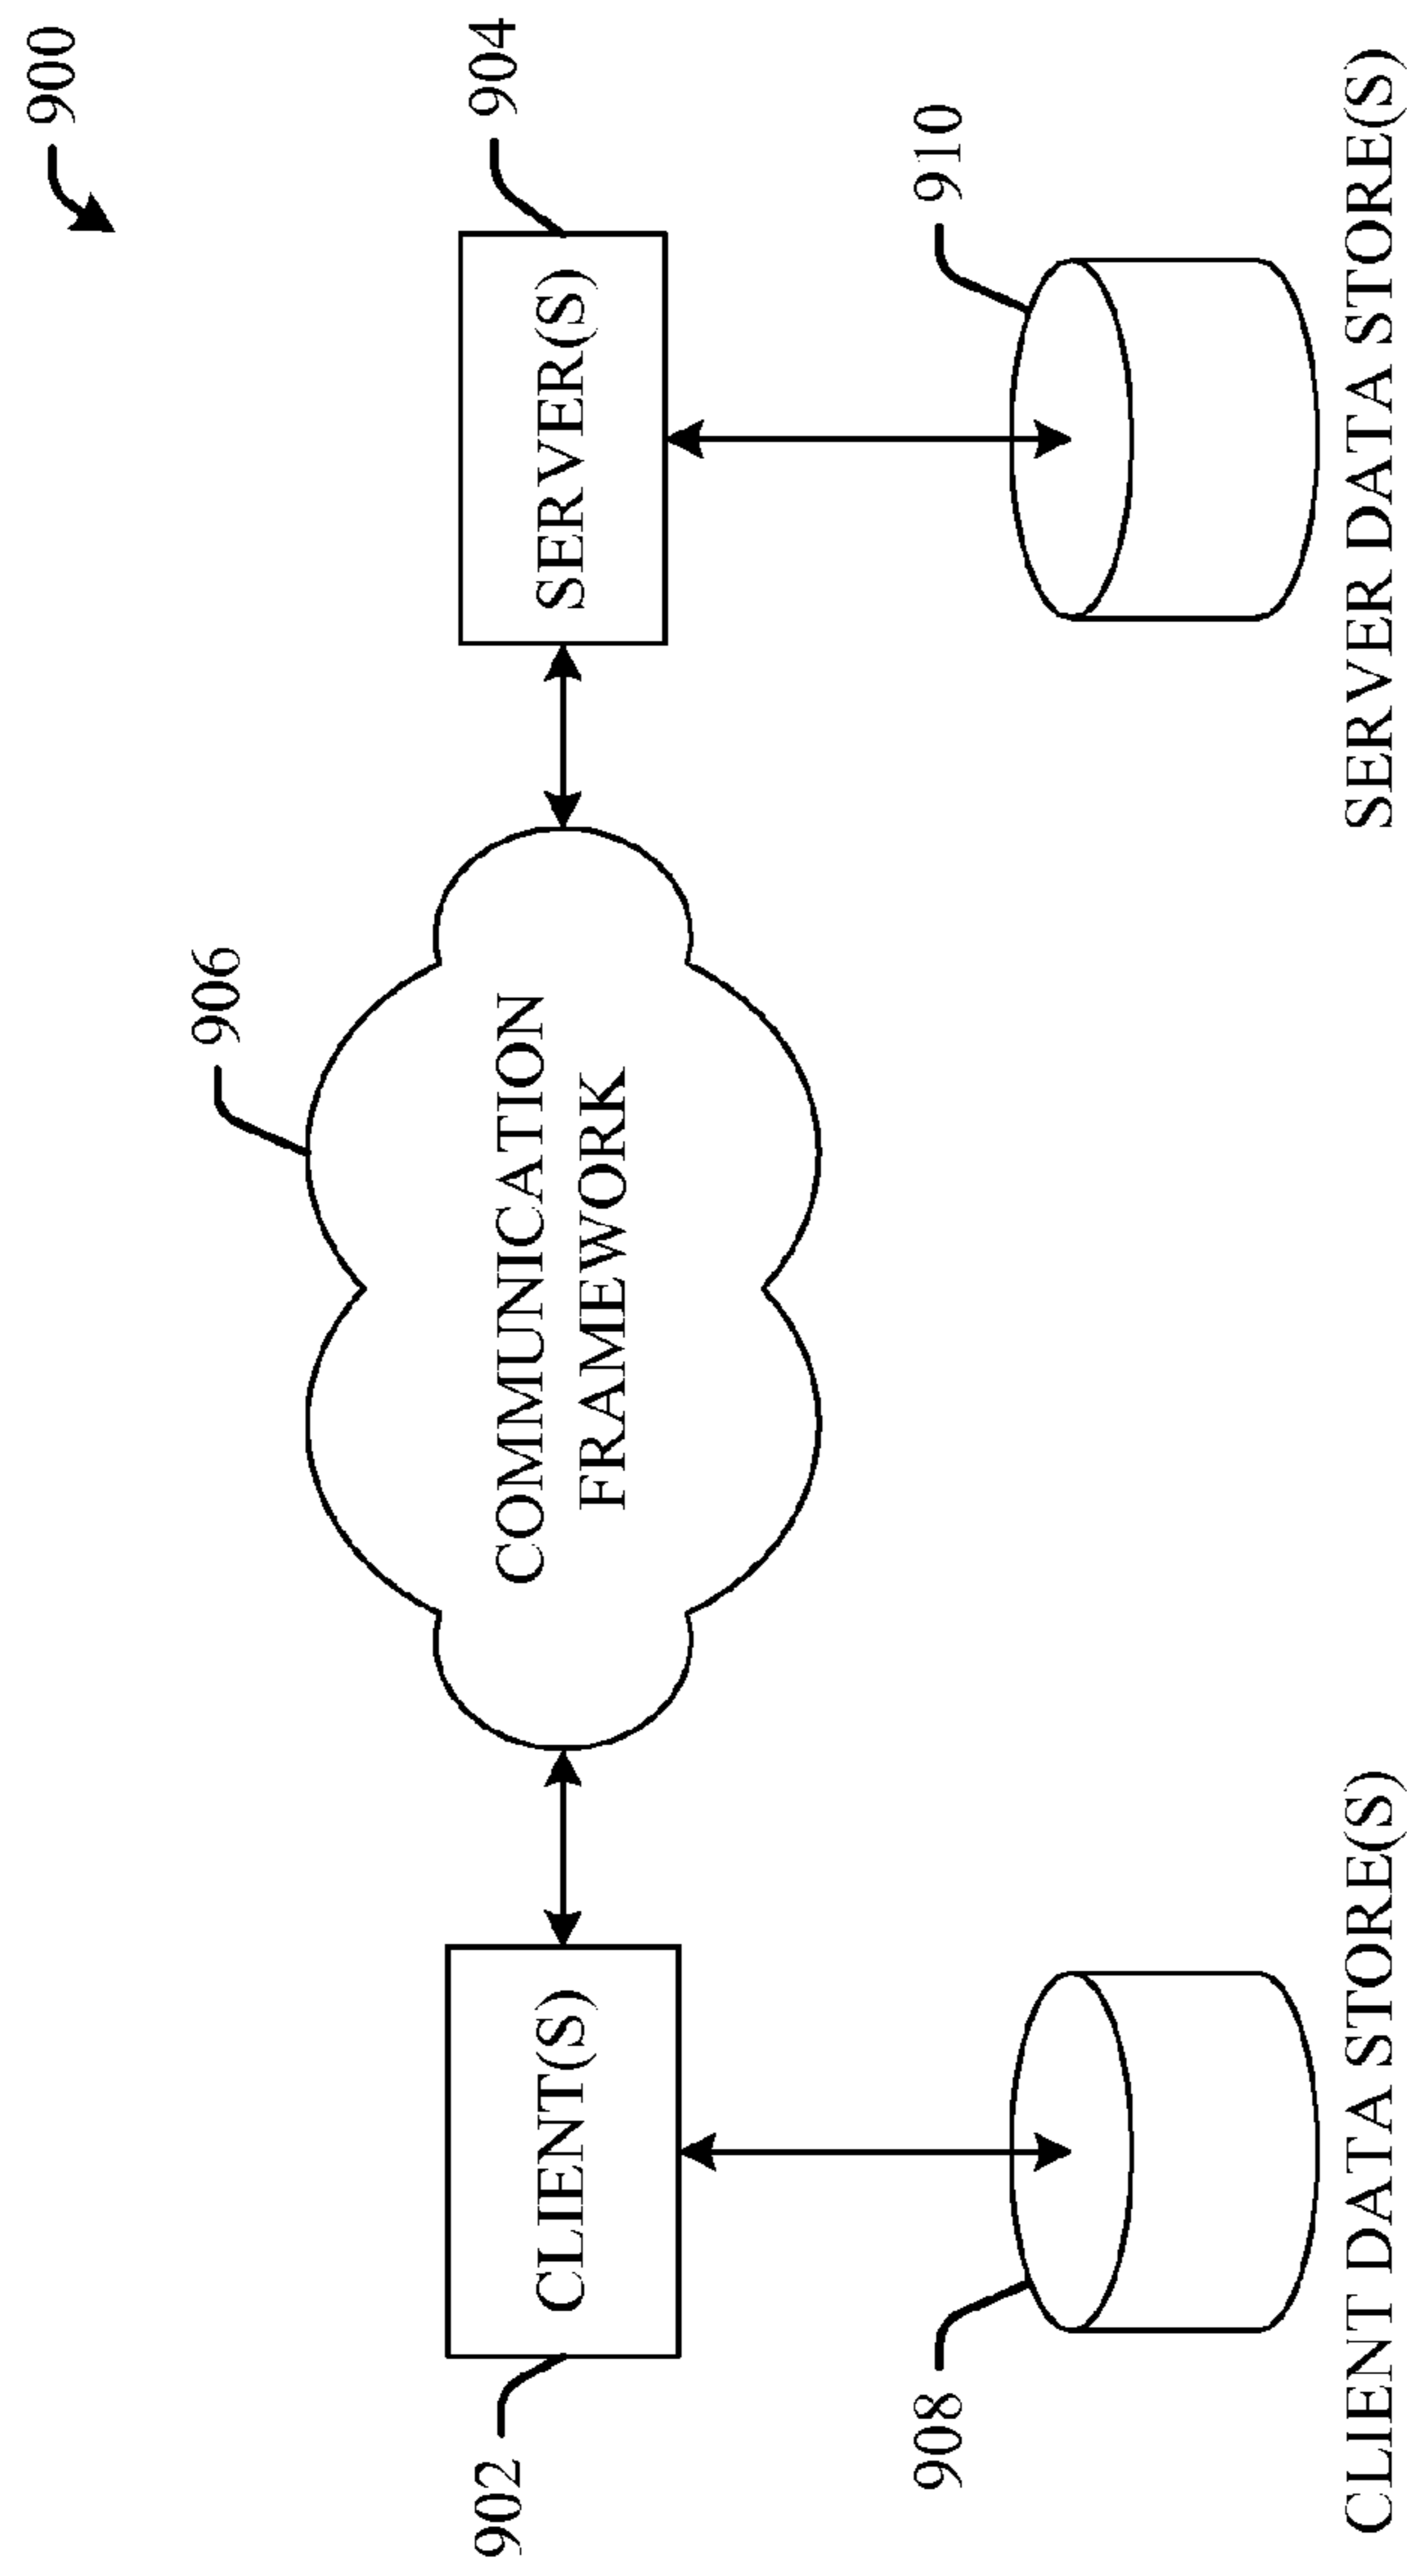 900
906
902
CLIENT(S)
COMMUNICATION
FRAMEWORK
SERVER(S)
904
908
910
CLIENT DATA STORE(S)
SERVER DATA STORE(S)